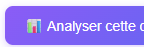 📊 Analyser cette